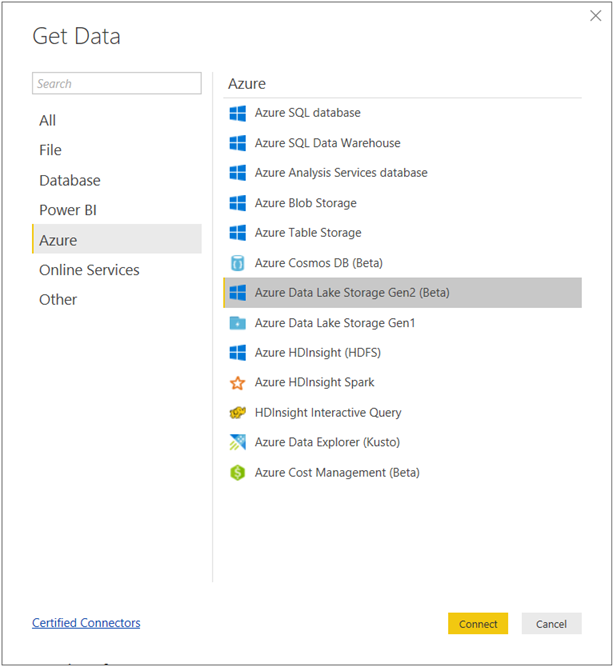 Get Data
Search
All
File
Database
Power BI
Azure
Online Services
Other
Azure
Azure SQL database
Azure SQL Data Warehouse
Azure Analysis Services database
Azure Blob Storage
Azure Table Storage
Azure Cosmos DB (Beta)
Azure Data Lake Storage Gen2 (Beta)
Azure Data Lake Storage Gen1
Azure HDInsight (HDFS)
Azure HDInsight Spark
HDInsight Interactive Query
Azure Data Explorer (Kusto)
Azure Cost Management (Beta)
Certified Connectors
Connect
Cancel